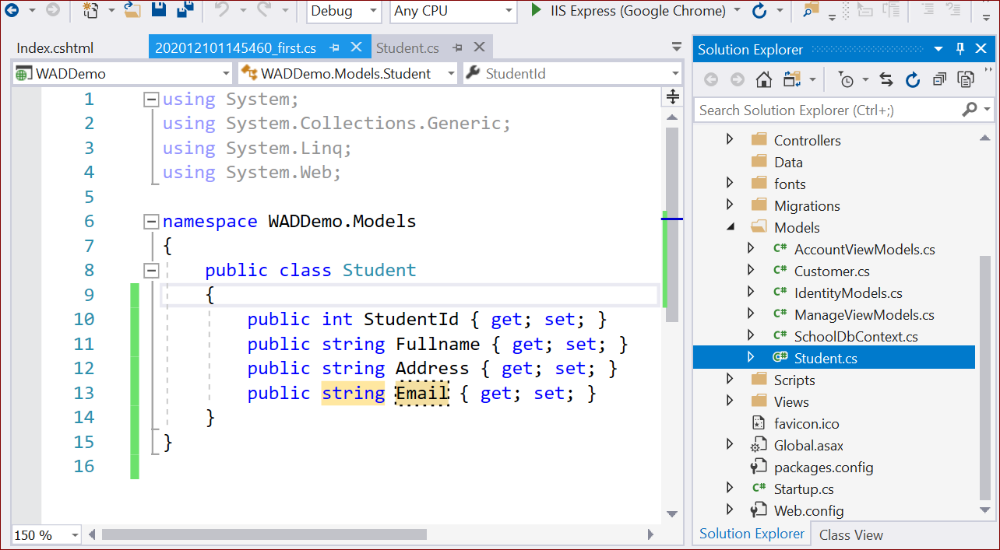 Debug
Any CPU
IIS Express (Google Chrome)
Index.cshtml
202012101145460_first.cs
Student.cs
WADDemo
WADDemo.Models.Student
StudentId
1 using System;
2 using System.Collections.Generic;
3 using System.Linq;
4 using System.Web;
5
6 namespace WADDemo.Models
7 {
8 public class Student
9 {
10 public int StudentId { get; set; }
11 public string Fullname { get; set; }
12 public string Address { get; set; }
13 public string Email { get; set; }
14 }
15 }
16
150 %
Solution Explorer
Search Solution Explorer (Ctrl+;)
Controllers
Data
fonts
Migrations
Models
C# AccountViewModels.cs
C# Customer.cs
C# IdentityModels.cs
C# ManageViewModels.cs
C# SchoolDbContext.cs
C# Student.cs
Scripts
Views
favicon.ico
Global.asax
packages.config
C# Startup.cs
Web.config
Solution Explorer
Class View